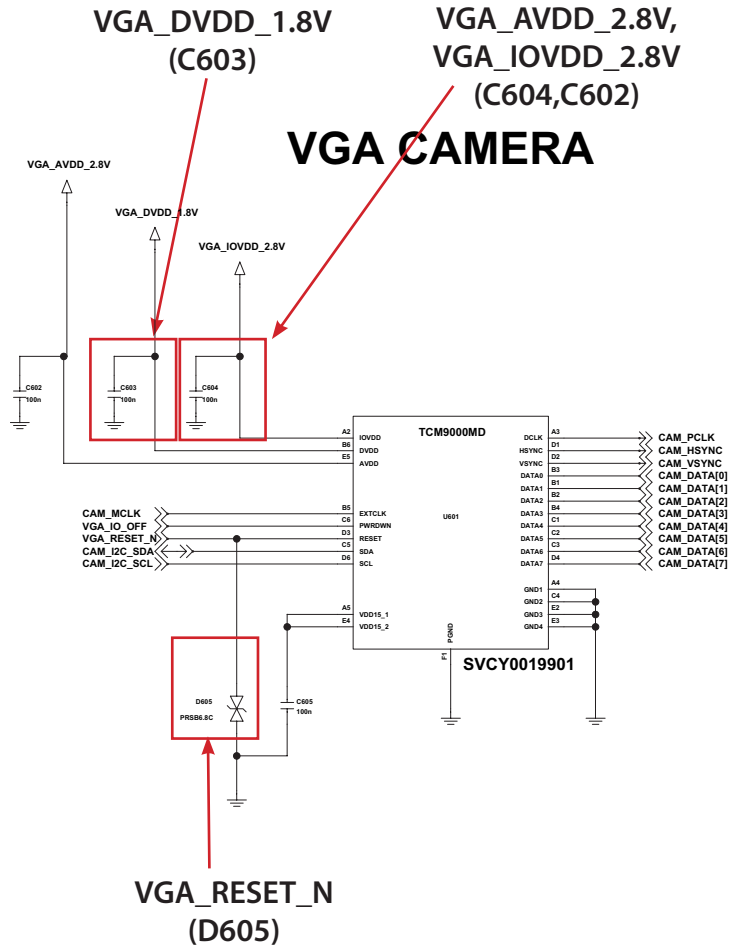 VGA_DVDD_1.8V
(C603)
VGA_AVDD_2.8V,
VGA_IOVDD_2.8V
(C604,C602)
VGA CAMERA
VGA_AVDD_2.8V
VGA_DVDD_1.8V
VGA_IOVDD_2.8V
C602
100n
C603
100n
C604
100n
TCM9000MD
U601
A2 IOVDD
B6 DVDD
E5 AVDD
CAM_MCLK B5 EXTCLK
VGA_IO_OFF C6 PWRDWN
VGA_RESET_N D3 RESET
CAM_I2C_SDA C5 SDA
CAM_I2C_SCL D6 SCL
A5 VDD15_1
E4 VDD15_2
DCLK A3 CAM_PCLK
HSYNC D1 CAM_HSYNC
VSYNC D2 CAM_VSYNC
DATA0 B3 CAM_DATA[0]
DATA1 B1 CAM_DATA[1]
DATA2 B2 CAM_DATA[2]
DATA3 B4 CAM_DATA[3]
DATA4 C1 CAM_DATA[4]
DATA5 C2 CAM_DATA[5]
DATA6 C3 CAM_DATA[6]
DATA7 D4 CAM_DATA[7]
GND1 A4
GND2 C4
GND3 E2
GND4 E3
PGND
F1
SVCY0019901
D605
PRSB6.8C
C605
100n
VGA_RESET_N
(D605)